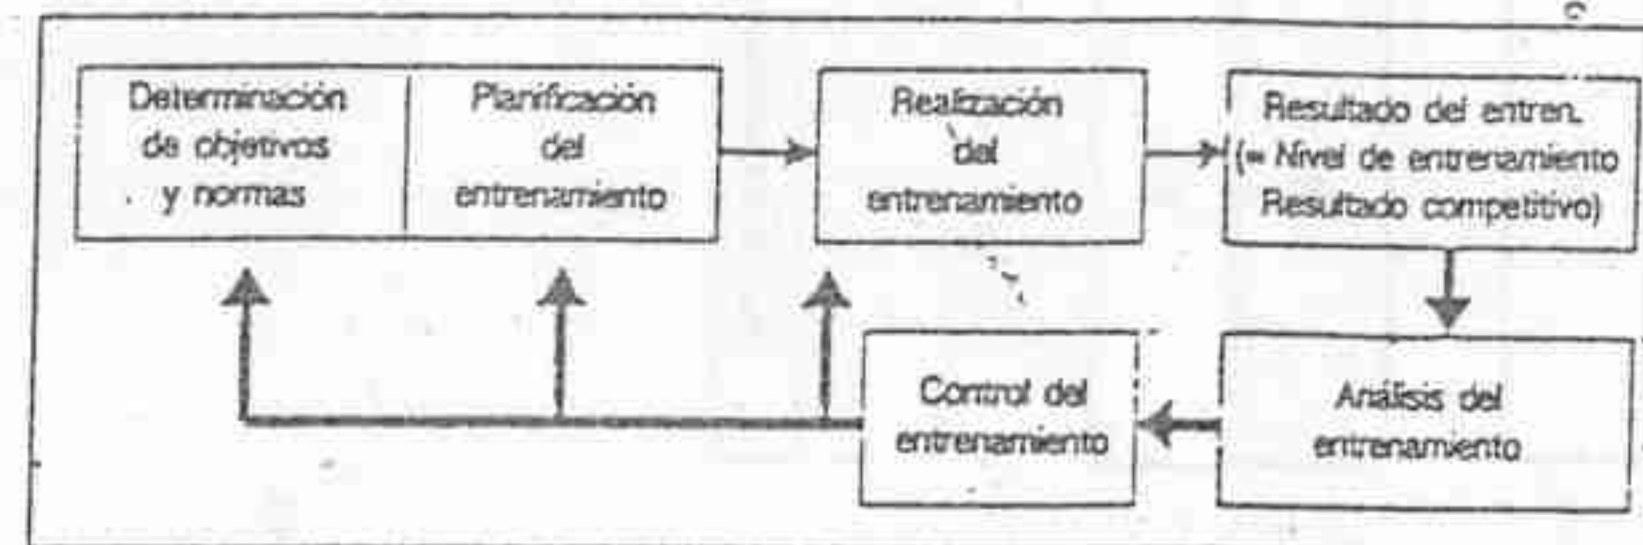 Determinación
de objetivos
y normas
Planificación
del
entrenamiento
Realización
del
entrenamiento
Resultado del entren.
(= Nivel de entrenamiento
Resultado competitivo)
Control del
entrenamiento
Análisis del
entrenamiento